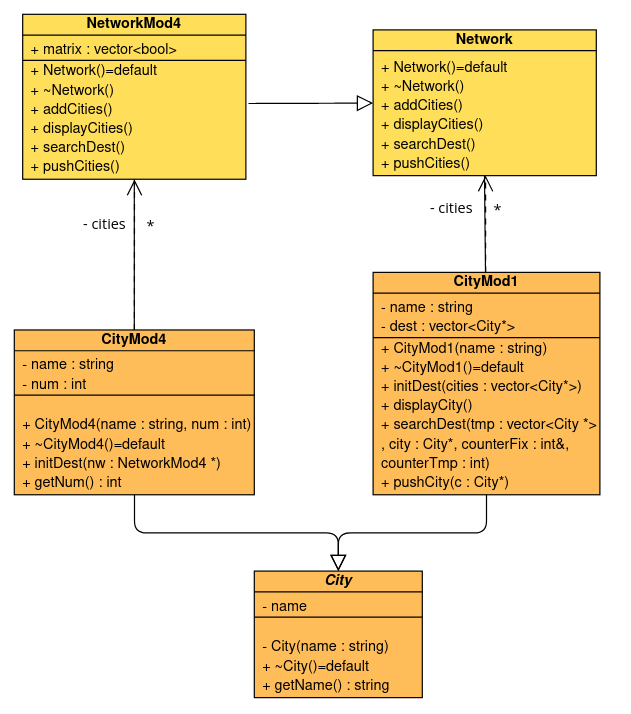 NetworkMod4
+ matrix : vector<bool>
+ Network()=default
+ ~Network()
+ addCities()
+ displayCities()
+ searchDest()
+ pushCities()
Network
+ Network()=default
+ ~Network()
+ addCities()
+ displayCities()
+ searchDest()
+ pushCities()
- cities *
- cities *
CityMod4
- name : string
- num : int
+ CityMod4(name : string, num : int)
+ ~CityMod4()=default
+ initDest(nw : NetworkMod4 *)
+ getNum() : int
CityMod1
- name : string
- dest : vector<City*>
+ CityMod1(name : string)
+ ~CityMod1()=default
+ initDest(cities : vector<City*>)
+ displayCity()
+ searchDest(tmp : vector<City *>
, city : City*, counterFix : int&,
counterTmp : int)
+ pushCity(c : City*)
City
- name
- City(name : string)
+ ~City()=default
+ getName() : string